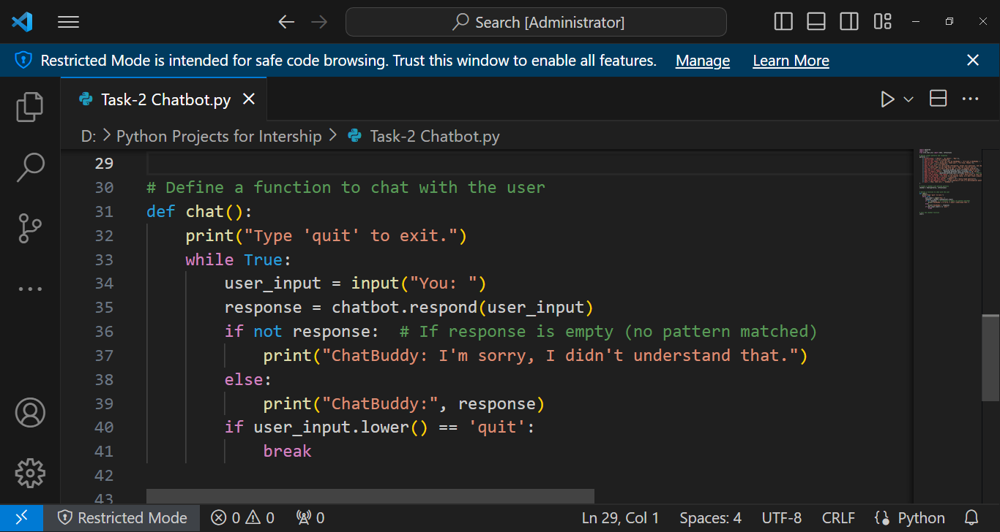 Search [Administrator]
Restricted Mode is intended for safe code browsing. Trust this window to enable all features. Manage Learn More
Task-2 Chatbot.py
D: > Python Projects for Intership > Task-2 Chatbot.py
29
30 # Define a function to chat with the user
31 def chat():
32     print("Type 'quit' to exit.")
33     while True:
34         user_input = input("You: ")
35         response = chatbot.respond(user_input)
36         if not response:  # If response is empty (no pattern matched)
37             print("ChatBuddy: I'm sorry, I didn't understand that.")
38         else:
39             print("ChatBuddy:", response)
40         if user_input.lower() == 'quit':
41             break
42
43
Restricted Mode 0 0 0 Ln 29, Col 1 Spaces: 4 UTF-8 CRLF Python